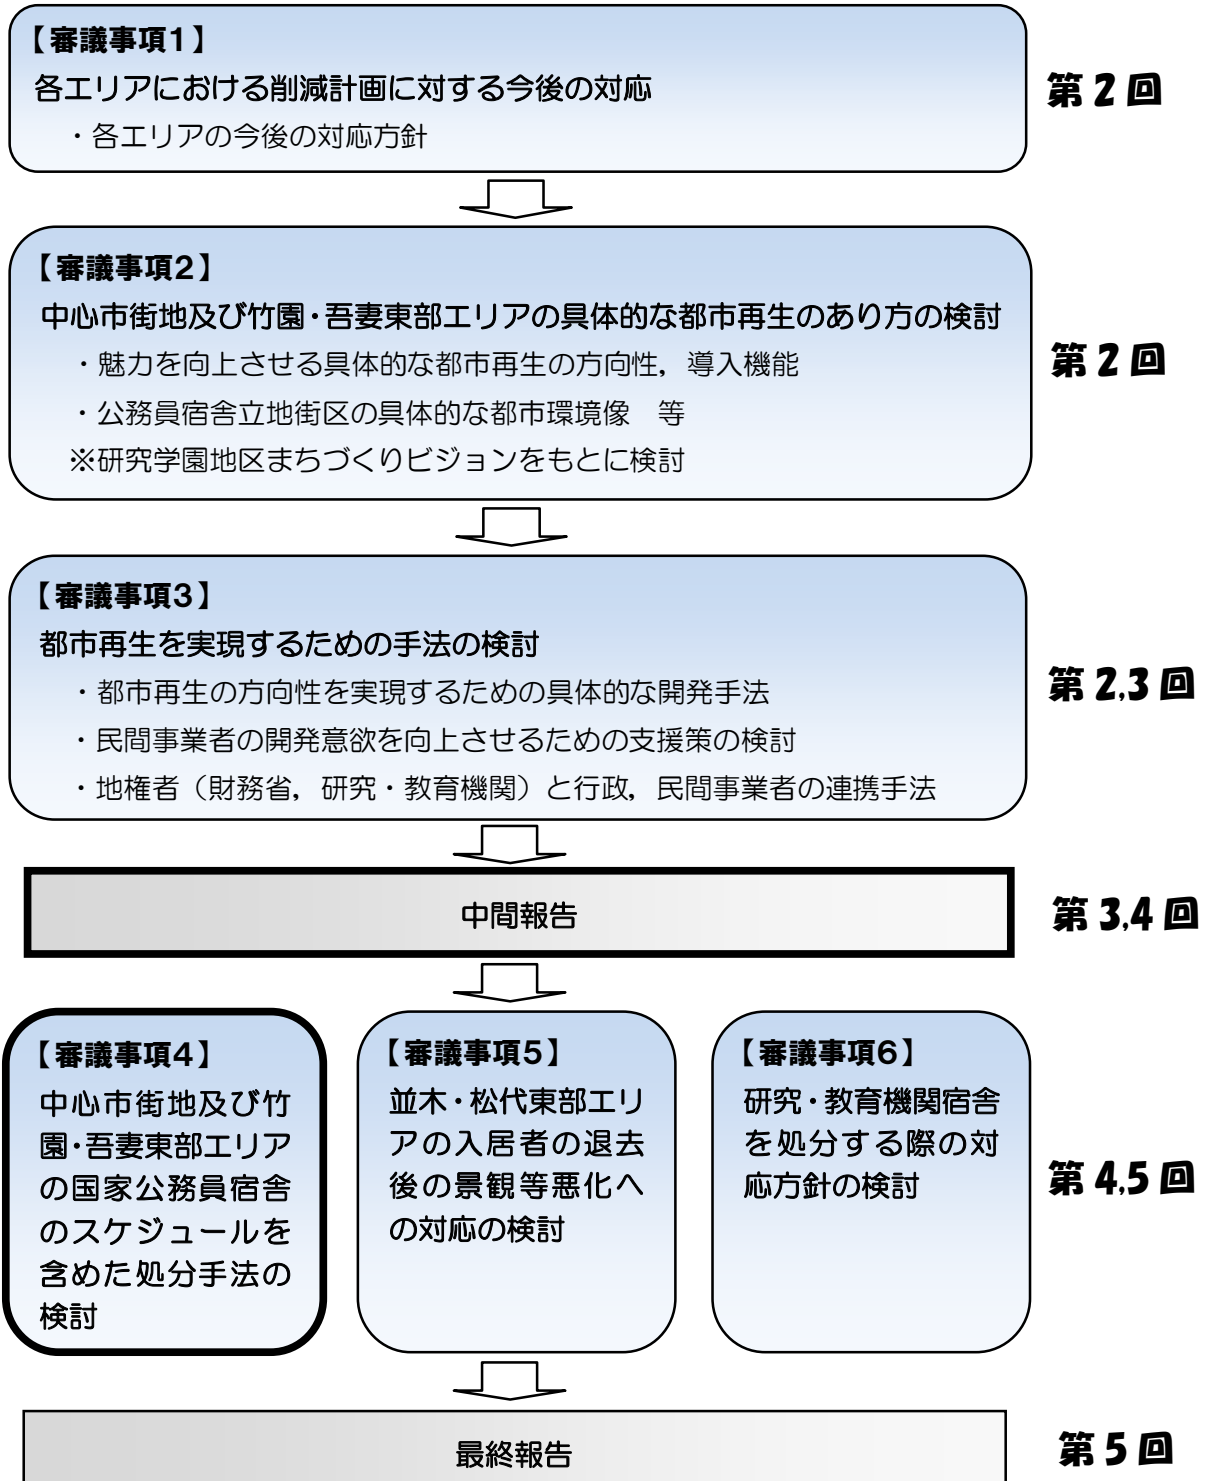 【審議事項1】
各エリアにおける削減計画に対する今後の対応
・各エリアの今後の対応方針
第2回
【審議事項2】
中心市街地及び竹園・吾妻東部エリアの具体的な都市再生のあり方の検討
・魅力を向上させる具体的な都市再生の方向性，導入機能
・公務員宿舎立地街区の具体的な都市環境像　等
※研究学園地区まちづくりビジョンをもとに検討
第2回
【審議事項3】
都市再生を実現するための手法の検討
・都市再生の方向性を実現するための具体的な開発手法
・民間事業者の開発意欲を向上させるための支援策の検討
・地権者（財務省，研究・教育機関）と行政，民間事業者の連携手法
第2,3回
中間報告
第3,4回
【審議事項4】
中心市街地及び竹
園・吾妻東部エリア
の国家公務員宿舎
のスケジュールを
含めた処分手法の
検討
【審議事項5】
並木・松代東部エリ
アの入居者の退去
後の景観等悪化へ
の対応の検討
【審議事項6】
研究・教育機関宿舎
を処分する際の対
応方針の検討
第4,5回
最終報告
第5回